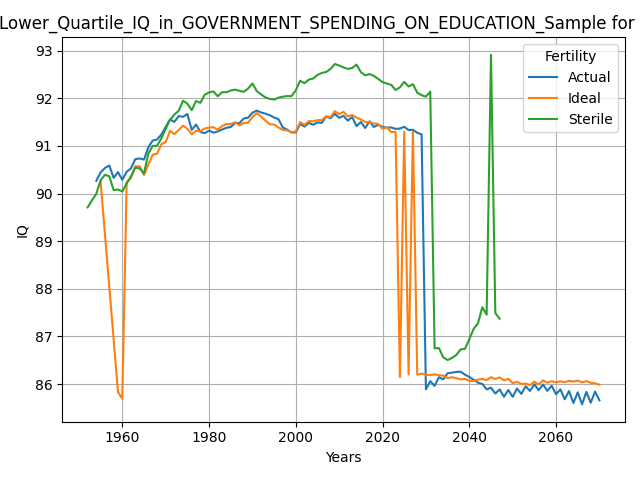 Lower_Quartile_IQ_in_GOVERNMENT_SPENDING_ON_EDUCATION_Sample for
93
92
91
90
89
88
87
86
IQ
Fertility
Actual
Ideal
Sterile
1960
1980
2000
2020
2040
2060
Years